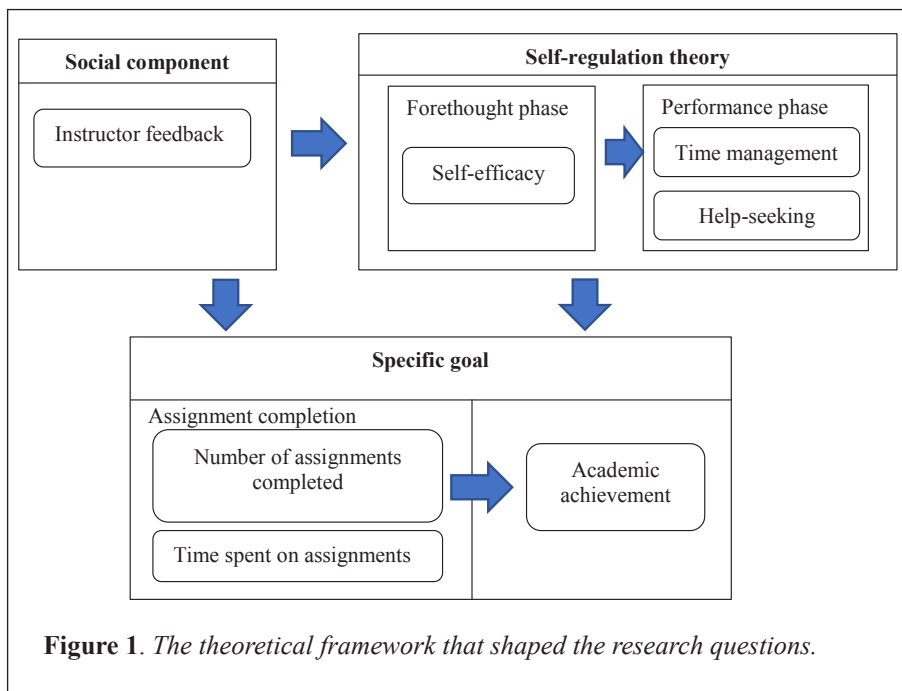 Social component
Instructor feedback
Self-regulation theory
Forethought phase
Self-efficacy
Performance phase
Time management
Help-seeking
Specific goal
Assignment completion
Number of assignments
completed
Time spent on assignments
Academic
achievement
Figure 1. The theoretical framework that shaped the research questions.